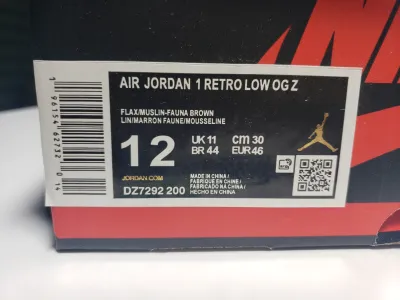 AIR JORDAN 1 RETRO LOW OG Z
FLAX/MUSLIN-FAUNA BROWN
LIN/MARRON FAUNE/MOUSSELINE
12
UK 11 cm 30
BR 44 EUR 46
JORDAN.COM
DZ7292 200
MADE IN CHINA /
FABRIQUE EN CHINE /
FABRICADO NA CHINA /
HECHO EN CHINA